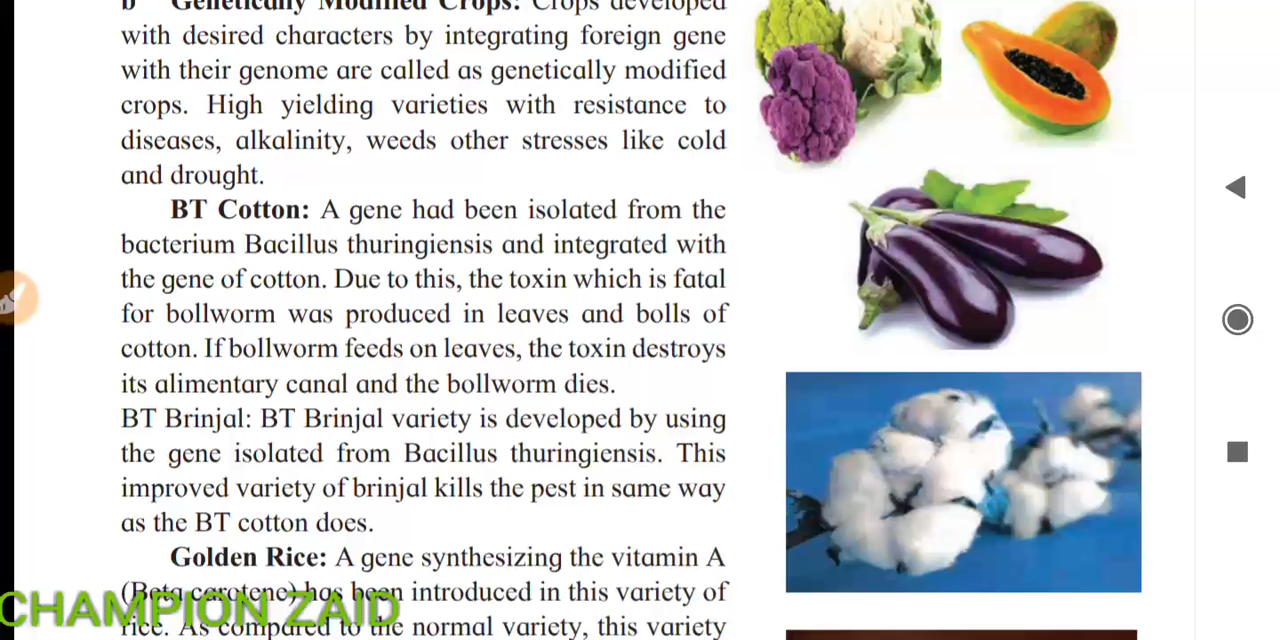 b Genetically Modified Crops: Crops developed
with desired characters by integrating foreign gene
with their genome are called as genetically modified
crops. High yielding varieties with resistance to
diseases, alkalinity, weeds other stresses like cold
and drought.
BT Cotton: A gene had been isolated from the
bacterium Bacillus thuringiensis and integrated with
the gene of cotton. Due to this, the toxin which is fatal
for bollworm was produced in leaves and bolls of
cotton. If bollworm feeds on leaves, the toxin destroys
its alimentary canal and the bollworm dies.
BT Brinjal: BT Brinjal variety is developed by using
the gene isolated from Bacillus thuringiensis. This
improved variety of brinjal kills the pest in same way
as the BT cotton does.
Golden Rice: A gene synthesizing the vitamin A
(Beta carotene) has been introduced in this variety of
rice. As compared to the normal variety, this variety
CHAMPION ZAID